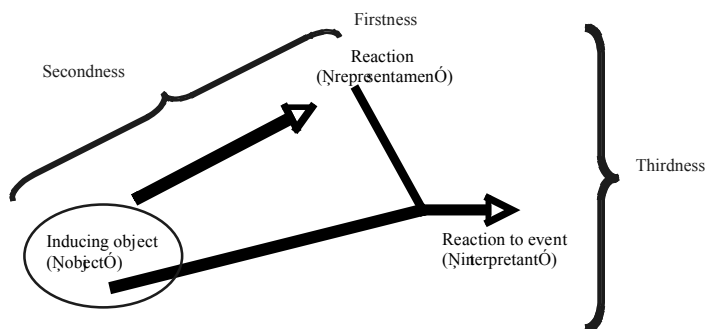 Firstness
Secondness
Reaction
(ŅrepresentamenÓ)
Thirdness
Inducing object
(ŅobjectÓ)
Reaction to event
(ŅinterpretantÓ)